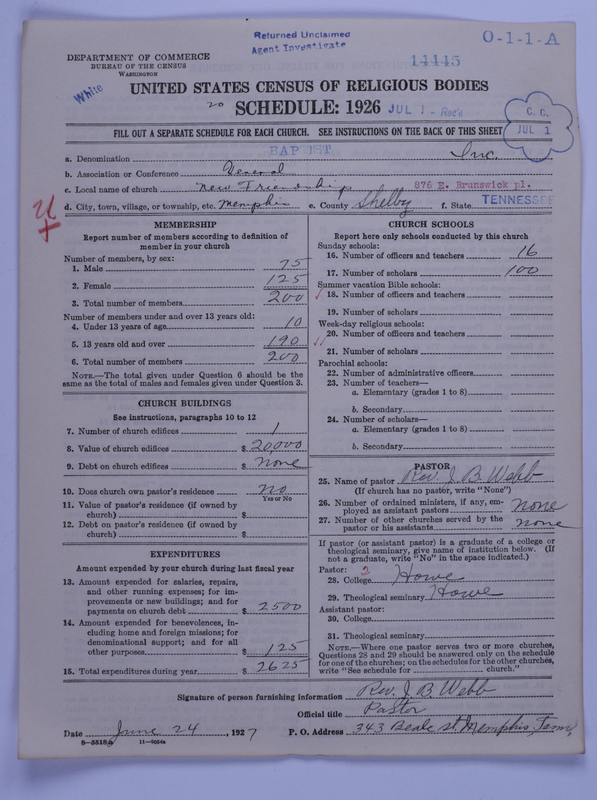 Returned Unclaimed
Agent Investigate
O-1-1-A
14445
DEPARTMENT OF COMMERCE
BUREAU OF THE CENSUS
WASHINGTON
White
UNITED STATES CENSUS OF RELIGIOUS BODIES
20
SCHEDULE: 1926
JUL 1 - Rec'd
C. C.
JUL 1
FILL OUT A SEPARATE SCHEDULE FOR EACH CHURCH. SEE INSTRUCTIONS ON THE BACK OF THIS SHEET
BAPTIST
a. Denomination Inc.
b. Association or Conference General
c. Local name of church New Friendship 876 E. Brunswick pl.
d. City, town, village, or township, etc. Memphis e. County Shelby f. State TENNESSEE
MEMBERSHIP
Report number of members according to definition of
member in your church
Number of members, by sex:
1. Male 75
2. Female 125
3. Total number of members 200
Number of members under and over 13 years old:
4. Under 13 years of age 10
5. 13 years old and over 190
6. Total number of members 200
NOTE.—The total given under Question 6 should be the
same as the total of males and females given under Question 3.
CHURCH BUILDINGS
See instructions, paragraphs 10 to 12
7. Number of church edifices 1
8. Value of church edifices $ 20,000
9. Debt on church edifices $ None
10. Does church own pastor's residence no
Yes or No
11. Value of pastor's residence (if owned by
church) $
12. Debt on pastor's residence (if owned by
church) $
EXPENDITURES
Amount expended by your church during last fiscal year
13. Amount expended for salaries, repairs,
and other running expenses; for im-
provements or new buildings; and for
payments on church debt $ 2500
14. Amount expended for benevolences, in-
cluding home and foreign missions; for
denominational support; and for all
other purposes $ 125
15. Total expenditures during year $ 2625
CHURCH SCHOOLS
Report here only schools conducted by this church
Sunday schools:
16. Number of officers and teachers 16
17. Number of scholars 100
Summer vacation Bible schools:
18. Number of officers and teachers
19. Number of scholars
Week-day religious schools:
20. Number of officers and teachers
21. Number of scholars
Parochial schools:
22. Number of administrative officers
23. Number of teachers—
a. Elementary (grades 1 to 8)
b. Secondary
24. Number of scholars—
a. Elementary (grades 1 to 8)
b. Secondary
PASTOR
25. Name of pastor Rev. J. B. Webb
(If church has no pastor, write "None")
26. Number of ordained ministers, if any, em-
ployed as assistant pastors None
27. Number of other churches served by the
pastor or his assistants none
If pastor (or assistant pastor) is a graduate of a college or
theological seminary, give name of institution below. (If
not a graduate, write "No" in the space indicated.)
Pastor: 2
28. College Howe
29. Theological seminary Howe
Assistant pastor:
30. College
31. Theological seminary
NOTE.—Where one pastor serves two or more churches,
Questions 28 and 29 should be answered only on the schedule
for one of the churches; on the schedules for the other churches,
write "See schedule for church."
Signature of person furnishing information Rev. J. B. Webb
Official title Pastor
Date June 24, 1927 P. O. Address 343 Beale st. Memphis, Tenn,
11—9054a